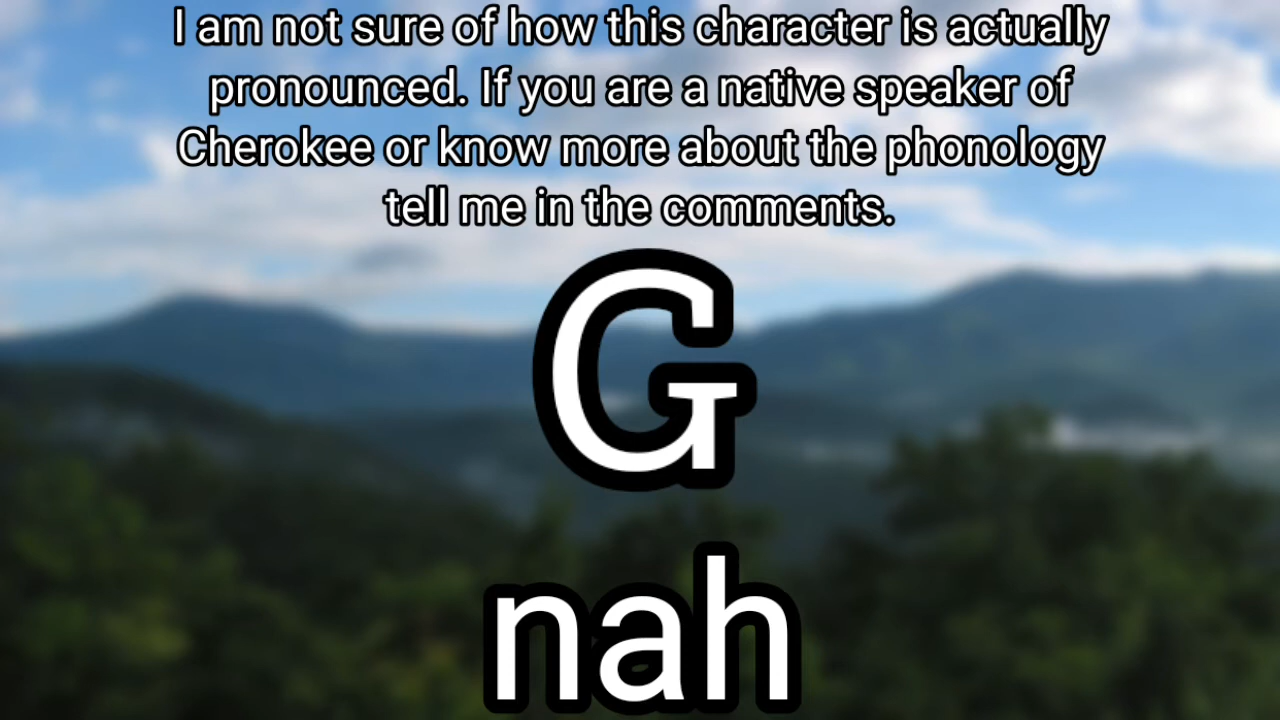 I am not sure of how this character is actually
pronounced. If you are a native speaker of
Cherokee or know more about the phonology
tell me in the comments.
Ꮐ
nah